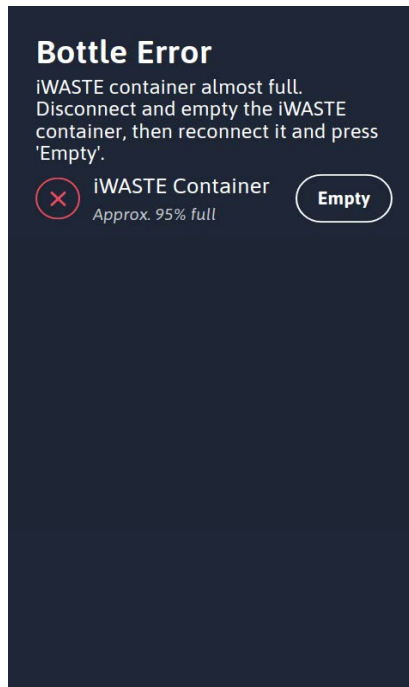 Bottle Error
iWASTE container almost full.
Disconnect and empty the iWASTE
container, then reconnect it and press
'Empty'.
iWASTE Container
Empty
Approx. 95% full